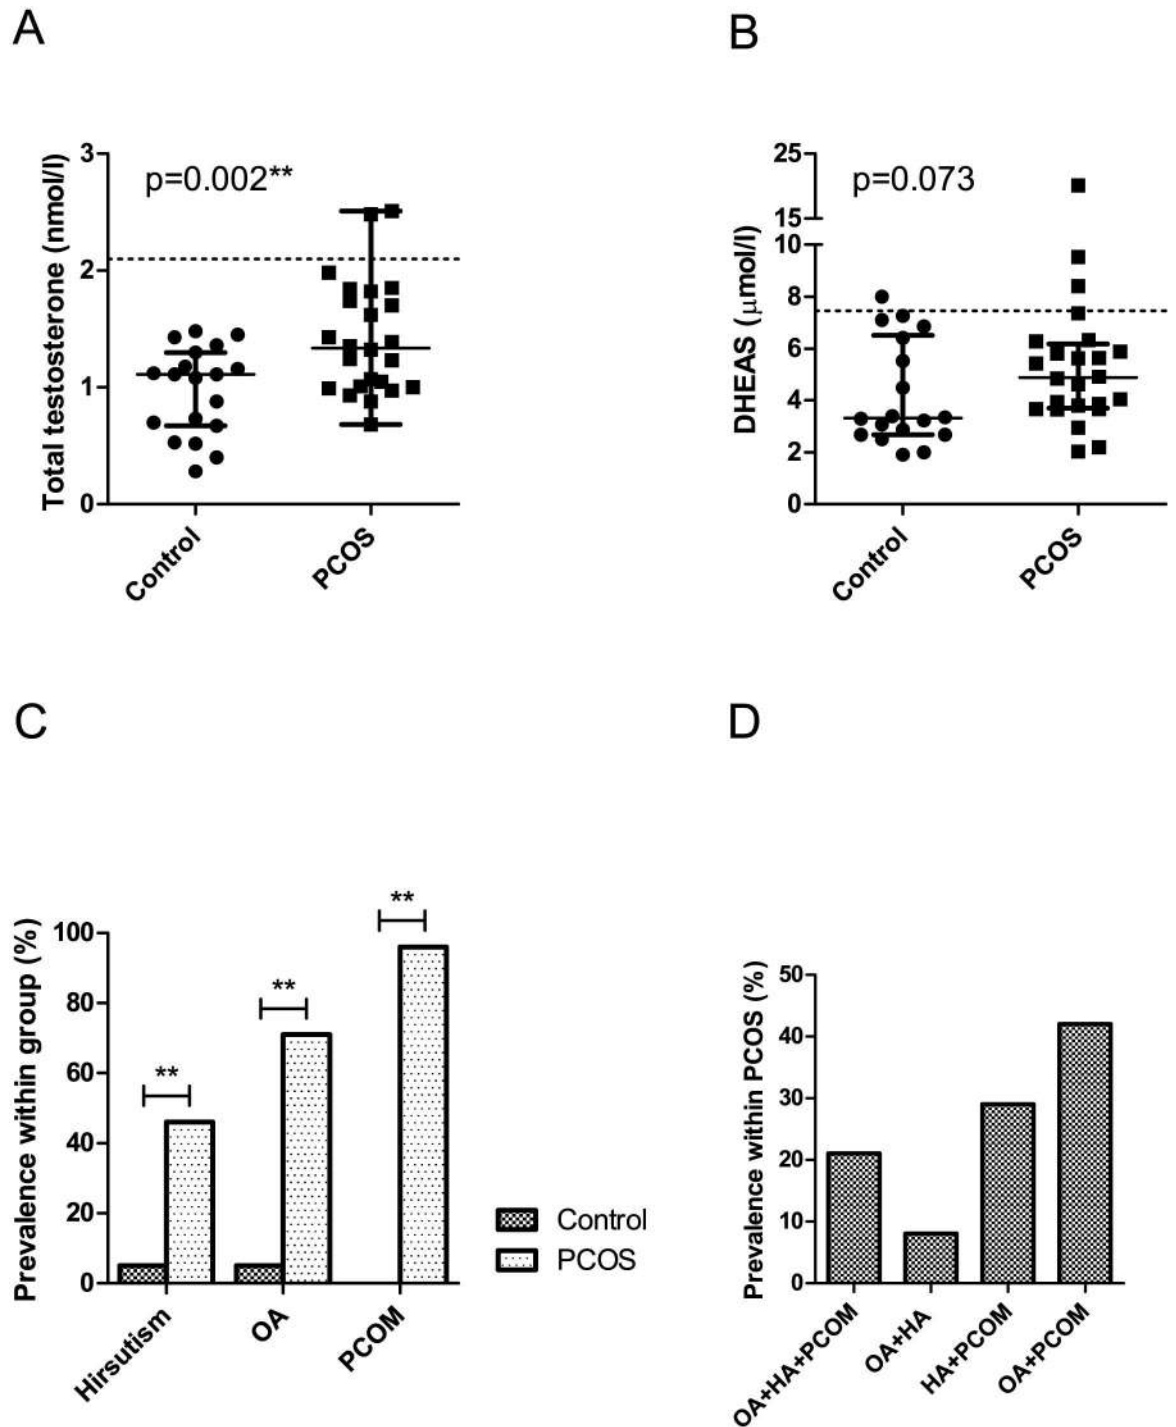 A
B
p=0.002**
p=0.073
Total testosterone (nmol/l)
3
2
1
0
Control
PCOS
DHEAS (µmol/l)
25
15
10
8
6
4
2
0
Control
PCOS
C
D
Prevalence within group (%)
100
80
60
40
20
0
**
**
**
Hirsutism
OA
PCOM
Control
PCOS
Prevalence within PCOS (%)
50
40
30
20
10
0
OA+HA+PCOM
OA+HA
HA+PCOM
OA+PCOM